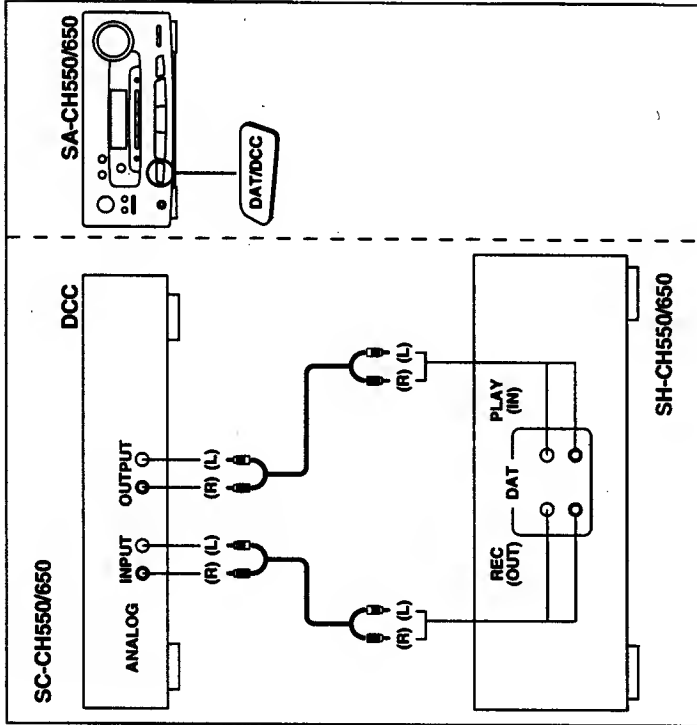 SC-CH550/650
DCC
ANALOG
INPUT
OUTPUT
(R) (L)
(R) (L)
(R) (L)
(R) (L)
REC
(OUT)
DAT
PLAY
(IN)
SH-CH550/650
SA-CH550/650
DAT/DCC